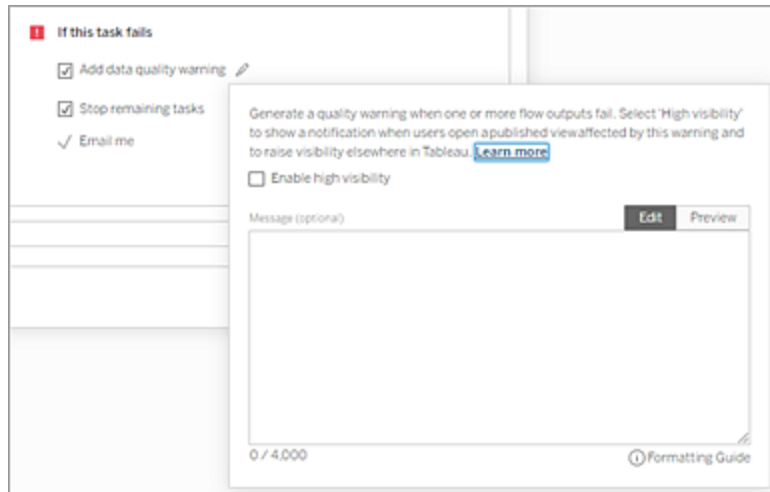 If this task fails
Add data quality warning
Stop remaining tasks
Email me
Generate a quality warning when one or more flow outputs fail. Select 'High visibility'
to show a notification when users open a published view affected by this warning and
to raise visibility elsewhere in Tableau. Learn more
Enable high visibility
Message (optional)
Edit Preview
0 / 4,000
Formatting Guide